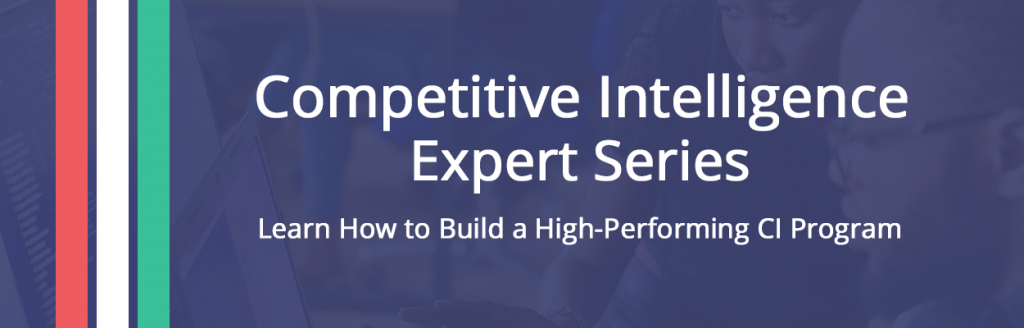 Competitive Intelligence
Expert Series
Learn How to Build a High-Performing CI Program